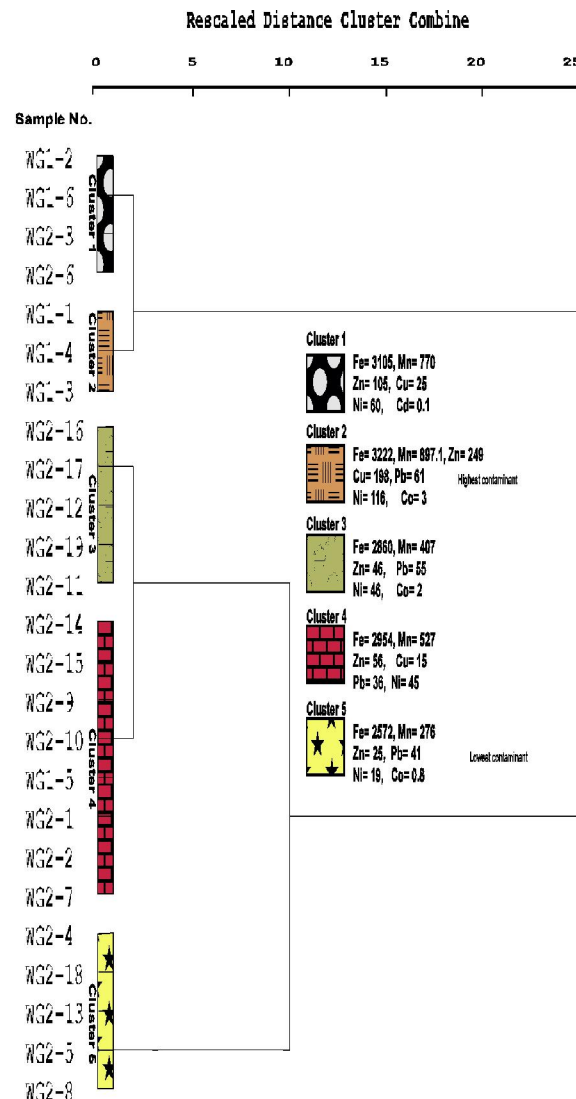 Rescaled Distance Cluster Combine
0 5 10 15 20 25
Sample No.
WG1-2
WG1-6
WG2-3
WG2-6
WG1-1
WG1-4
WG1-3
WG2-16
WG2-17
WG2-12
WG2-19
WG2-11
WG2-14
WG2-15
WG2-9
WG2-10
WG1-5
WG2-1
WG2-2
WG2-7
WG2-4
WG2-18
WG2-13
WG2-5
WG2-8
Cluster 1
Cluster 2
Cluster 3
Cluster 4
Cluster 5
Cluster 1
Fe= 3105, Mn= 770
Zn= 105, Cu= 25
Ni= 60, Cd= 0.1
Cluster 2
Fe= 3222, Mn= 897.1, Zn= 249
Cu= 198, Pb= 61
Ni= 116, Co= 3
Highest contaminant
Cluster 3
Fe= 2860, Mn= 407
Zn= 46, Pb= 55
Ni= 46, Co= 2
Cluster 4
Fe= 2954, Mn= 527
Zn= 56, Cu= 15
Pb= 36, Ni= 45
Cluster 5
Fe= 2572, Mn= 276
Zn= 25, Pb= 41
Ni= 19, Co= 0.8
Lowest contaminant